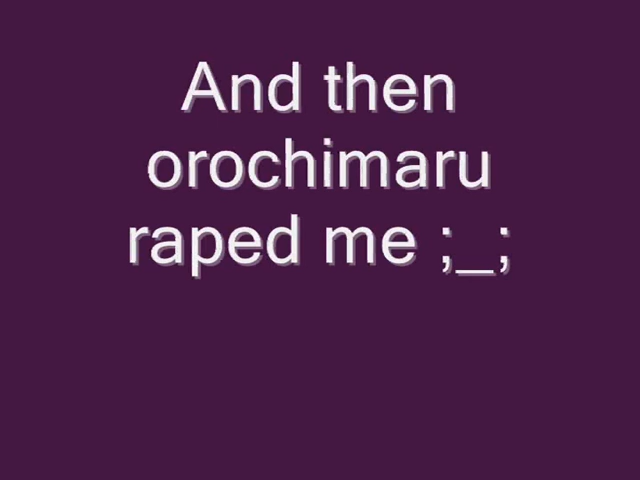 And then
orochimaru
raped me ;_;